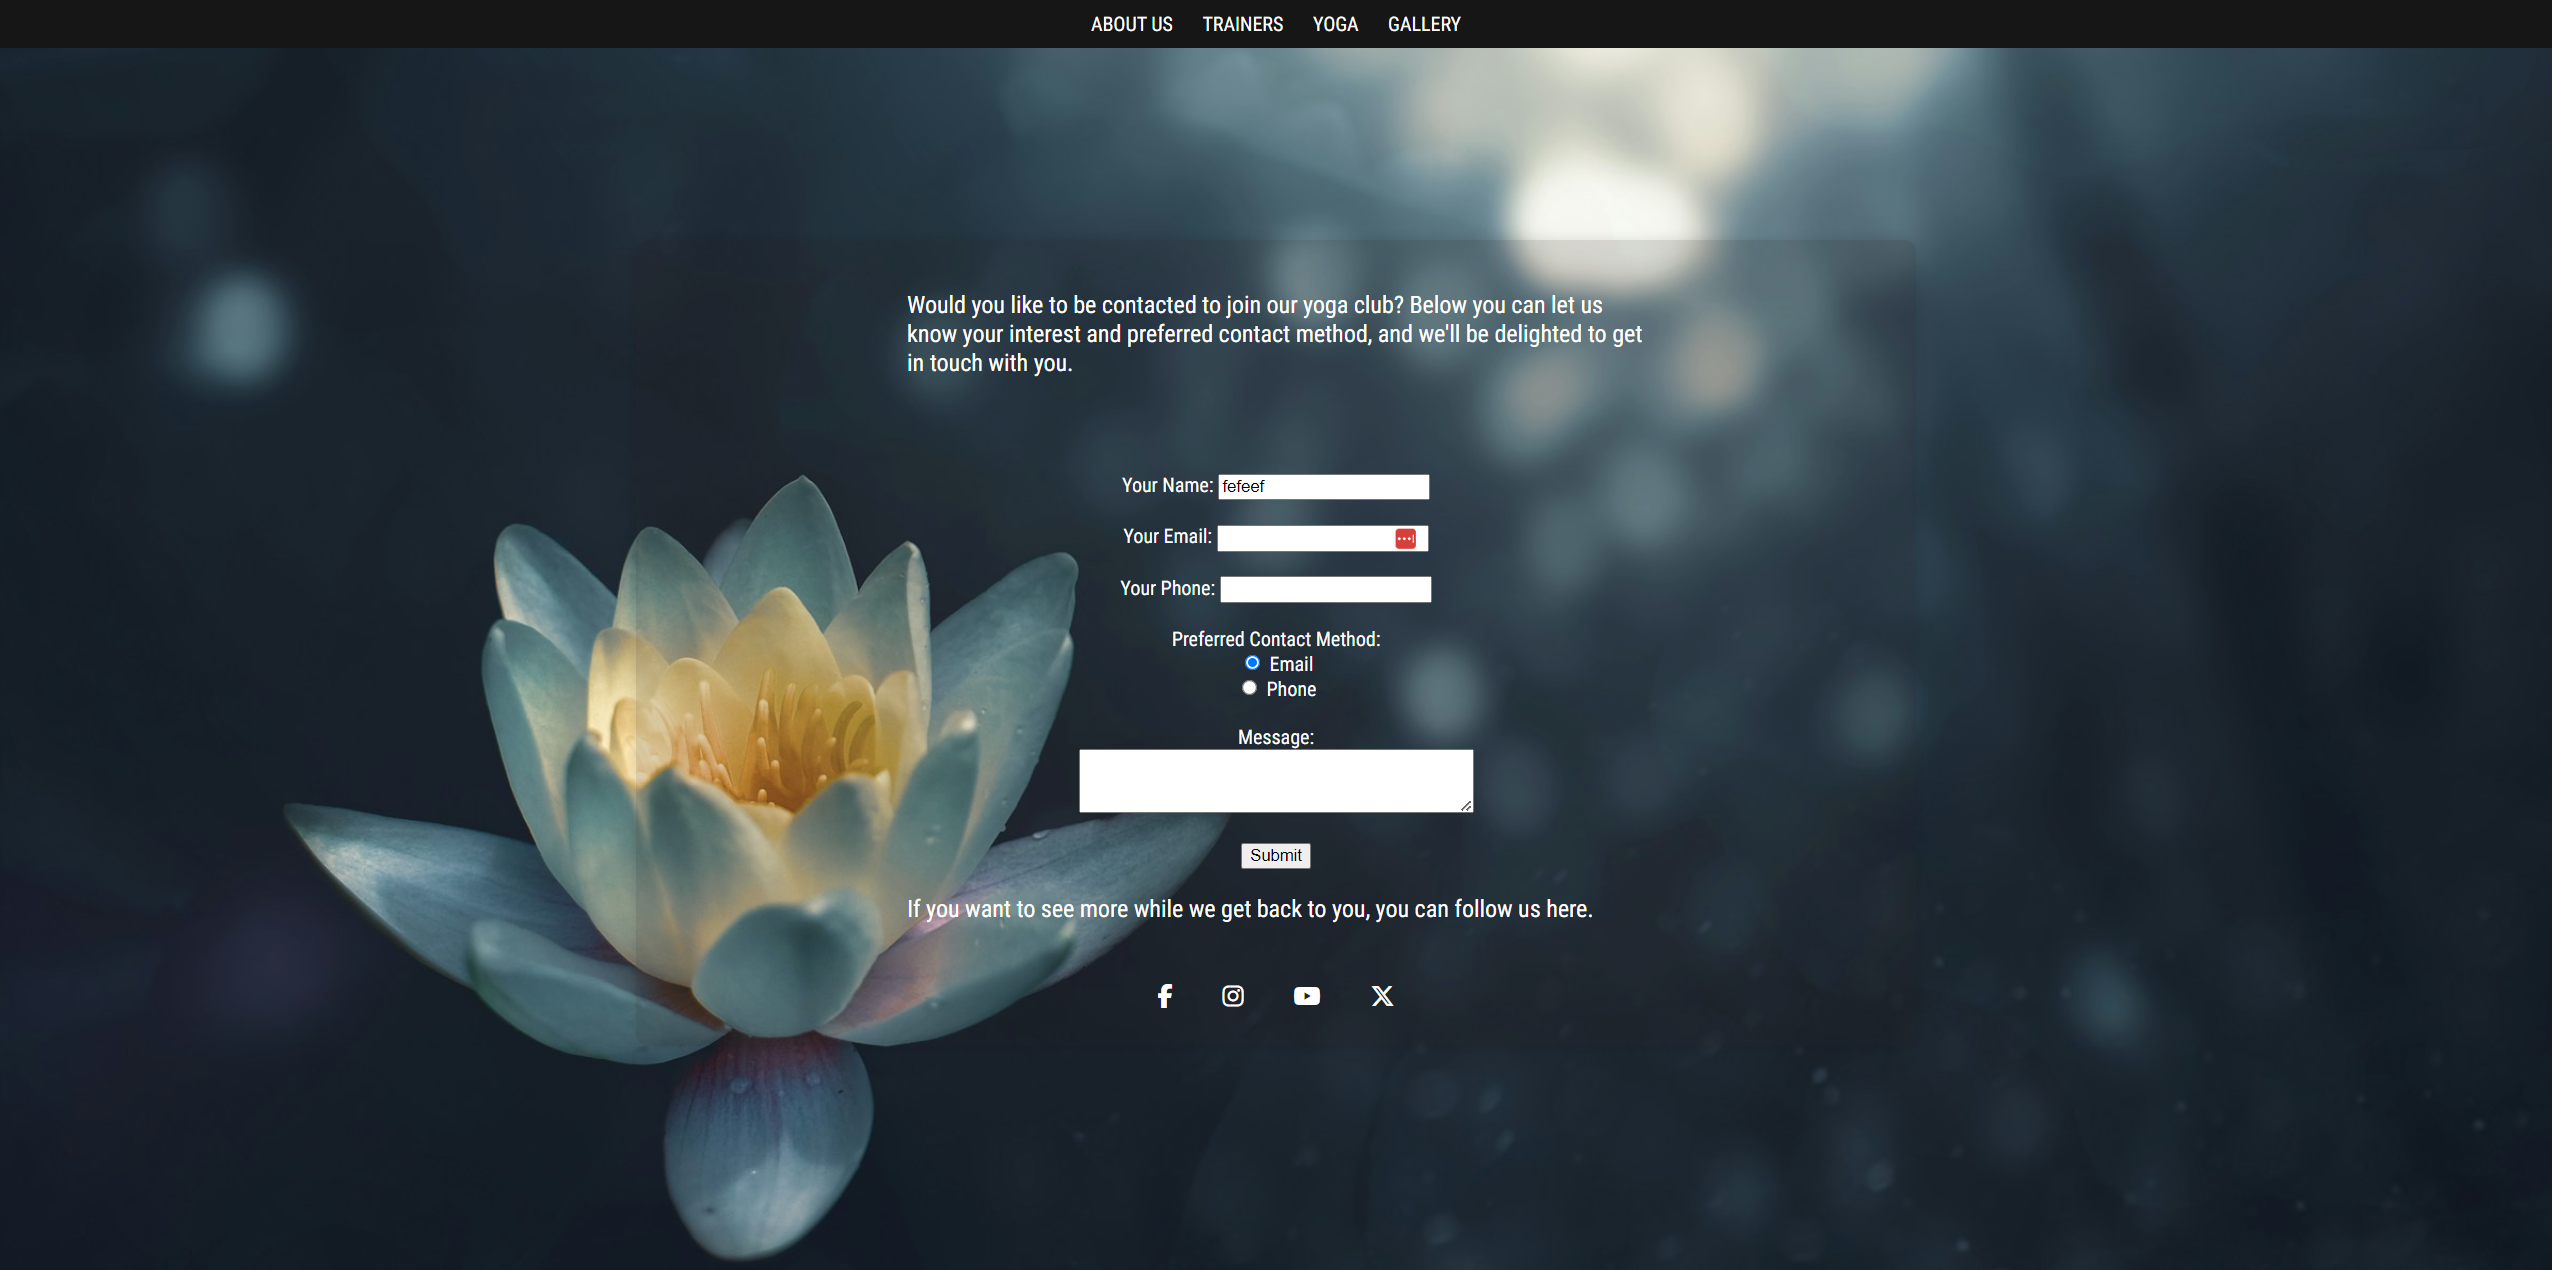 ABOUT US TRAINERS YOGA GALLERY
Would you like to be contacted to join our yoga club? Below you can let us
know your interest and preferred contact method, and we'll be delighted to get
in touch with you.
Your Name: fefeef
Your Email:
Your Phone:
Preferred Contact Method:
Email
Phone
Message:
Submit
If you want to see more while we get back to you, you can follow us here.